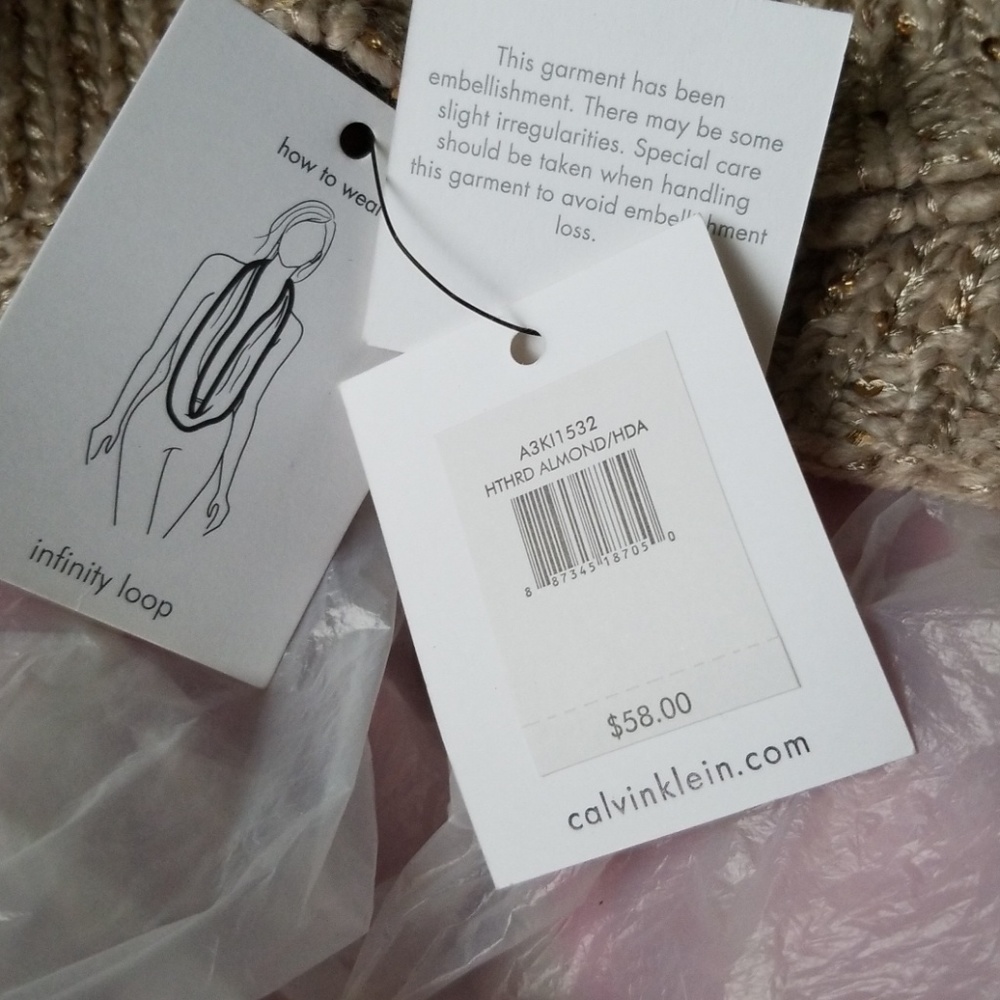 how to wear
infinity loop
This garment has been
embellishment. There may be some
slight irregularities. Special care
should be taken when handling
this garment to avoid embellishment
loss.
A3KI1532
HTHRD ALMOND/HDA
8 87345 18705 0
$58.00
calvinklein.com